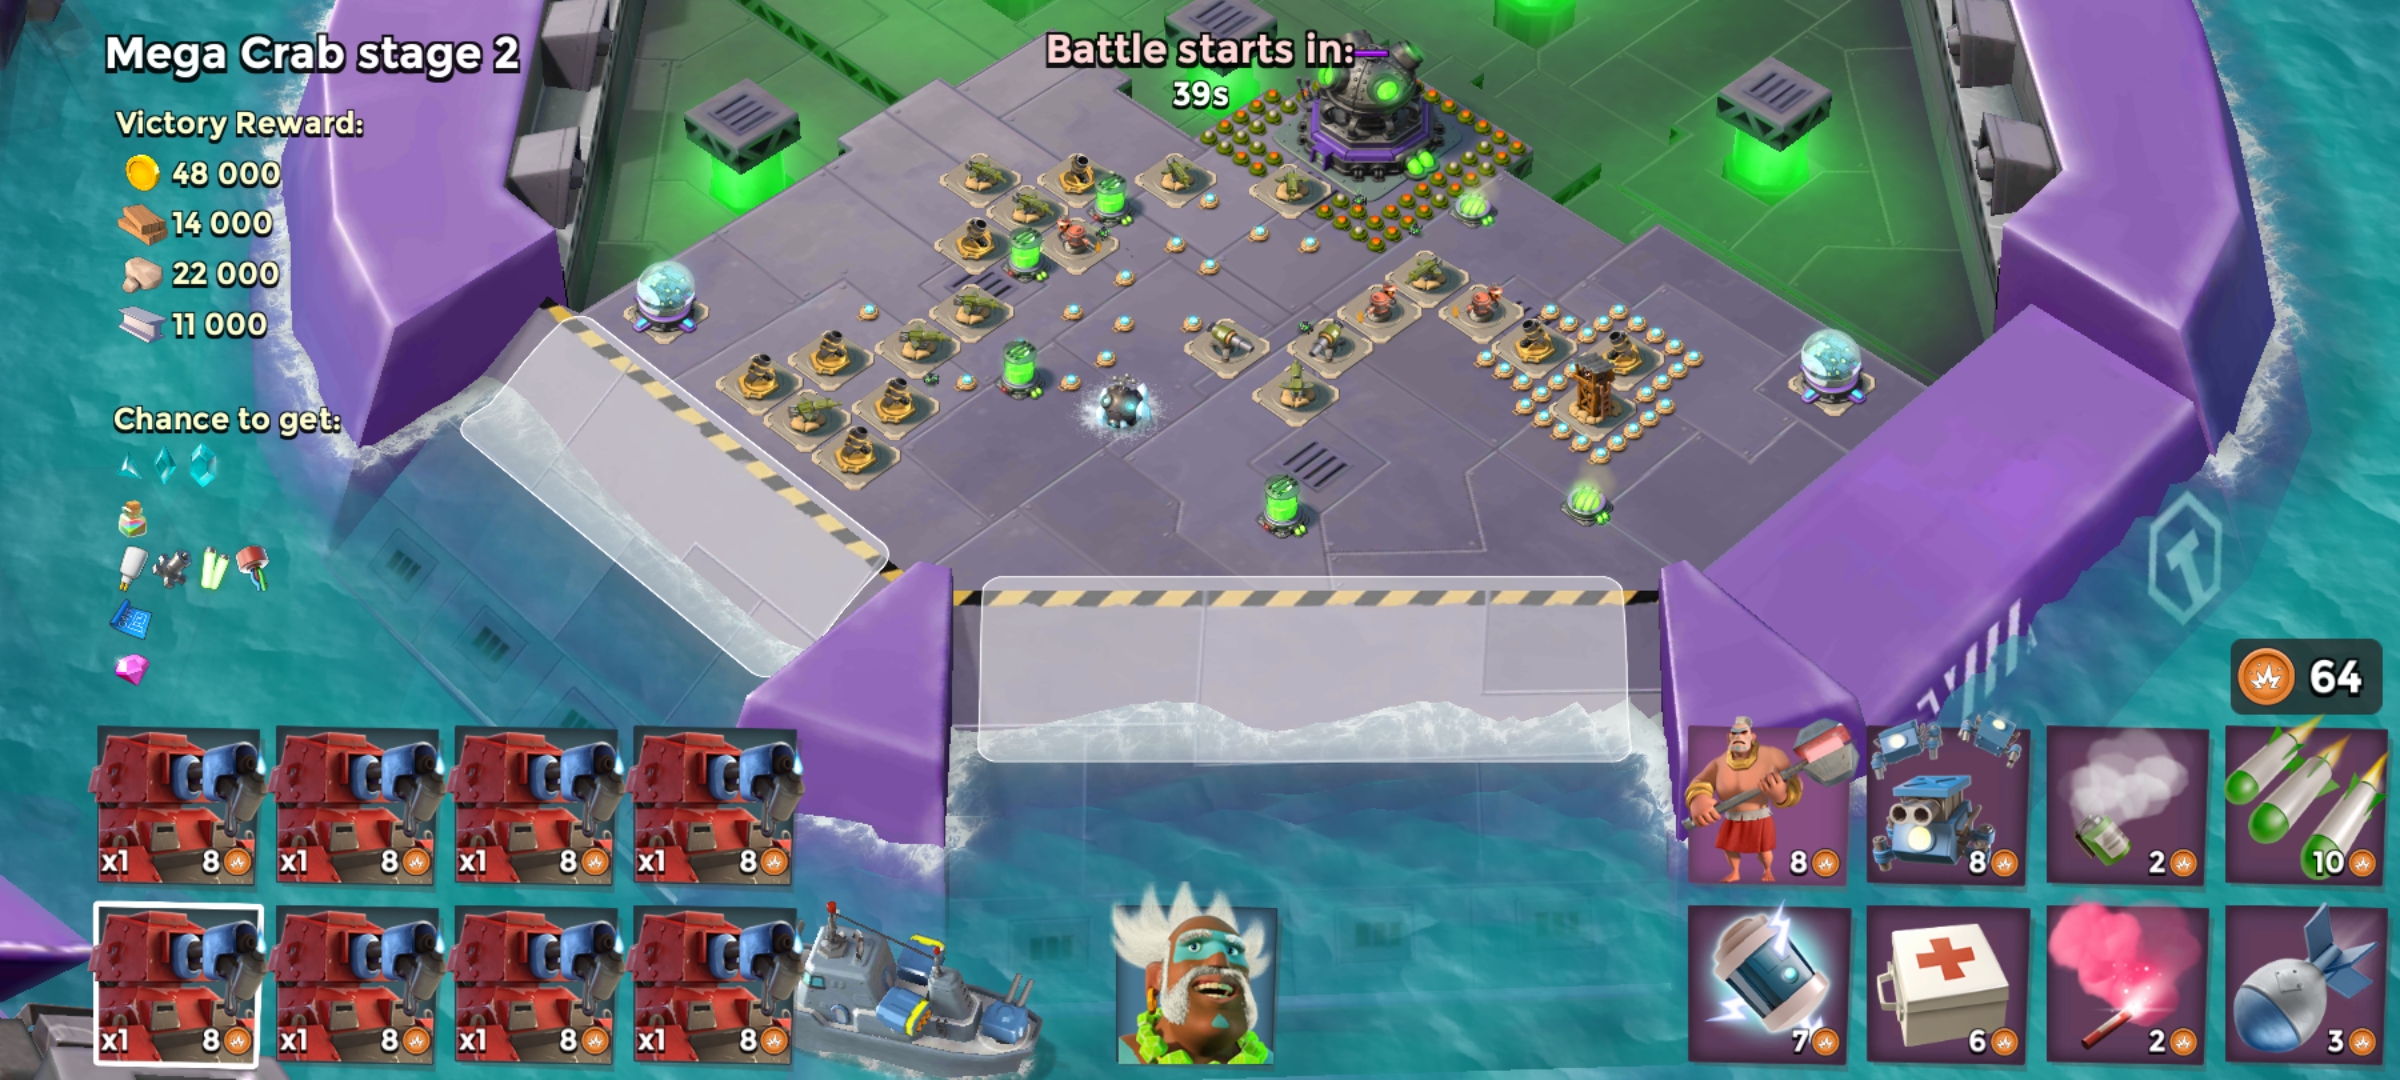 Mega Crab stage 2
Battle starts in:
39s
Victory Reward:
48 000
14 000
22 000
11 000
Chance to get:
64
x1 8
x1 8
x1 8
x1 8
8
8
2
10
x1 8
x1 8
x1 8
x1 8
7
6
2
3